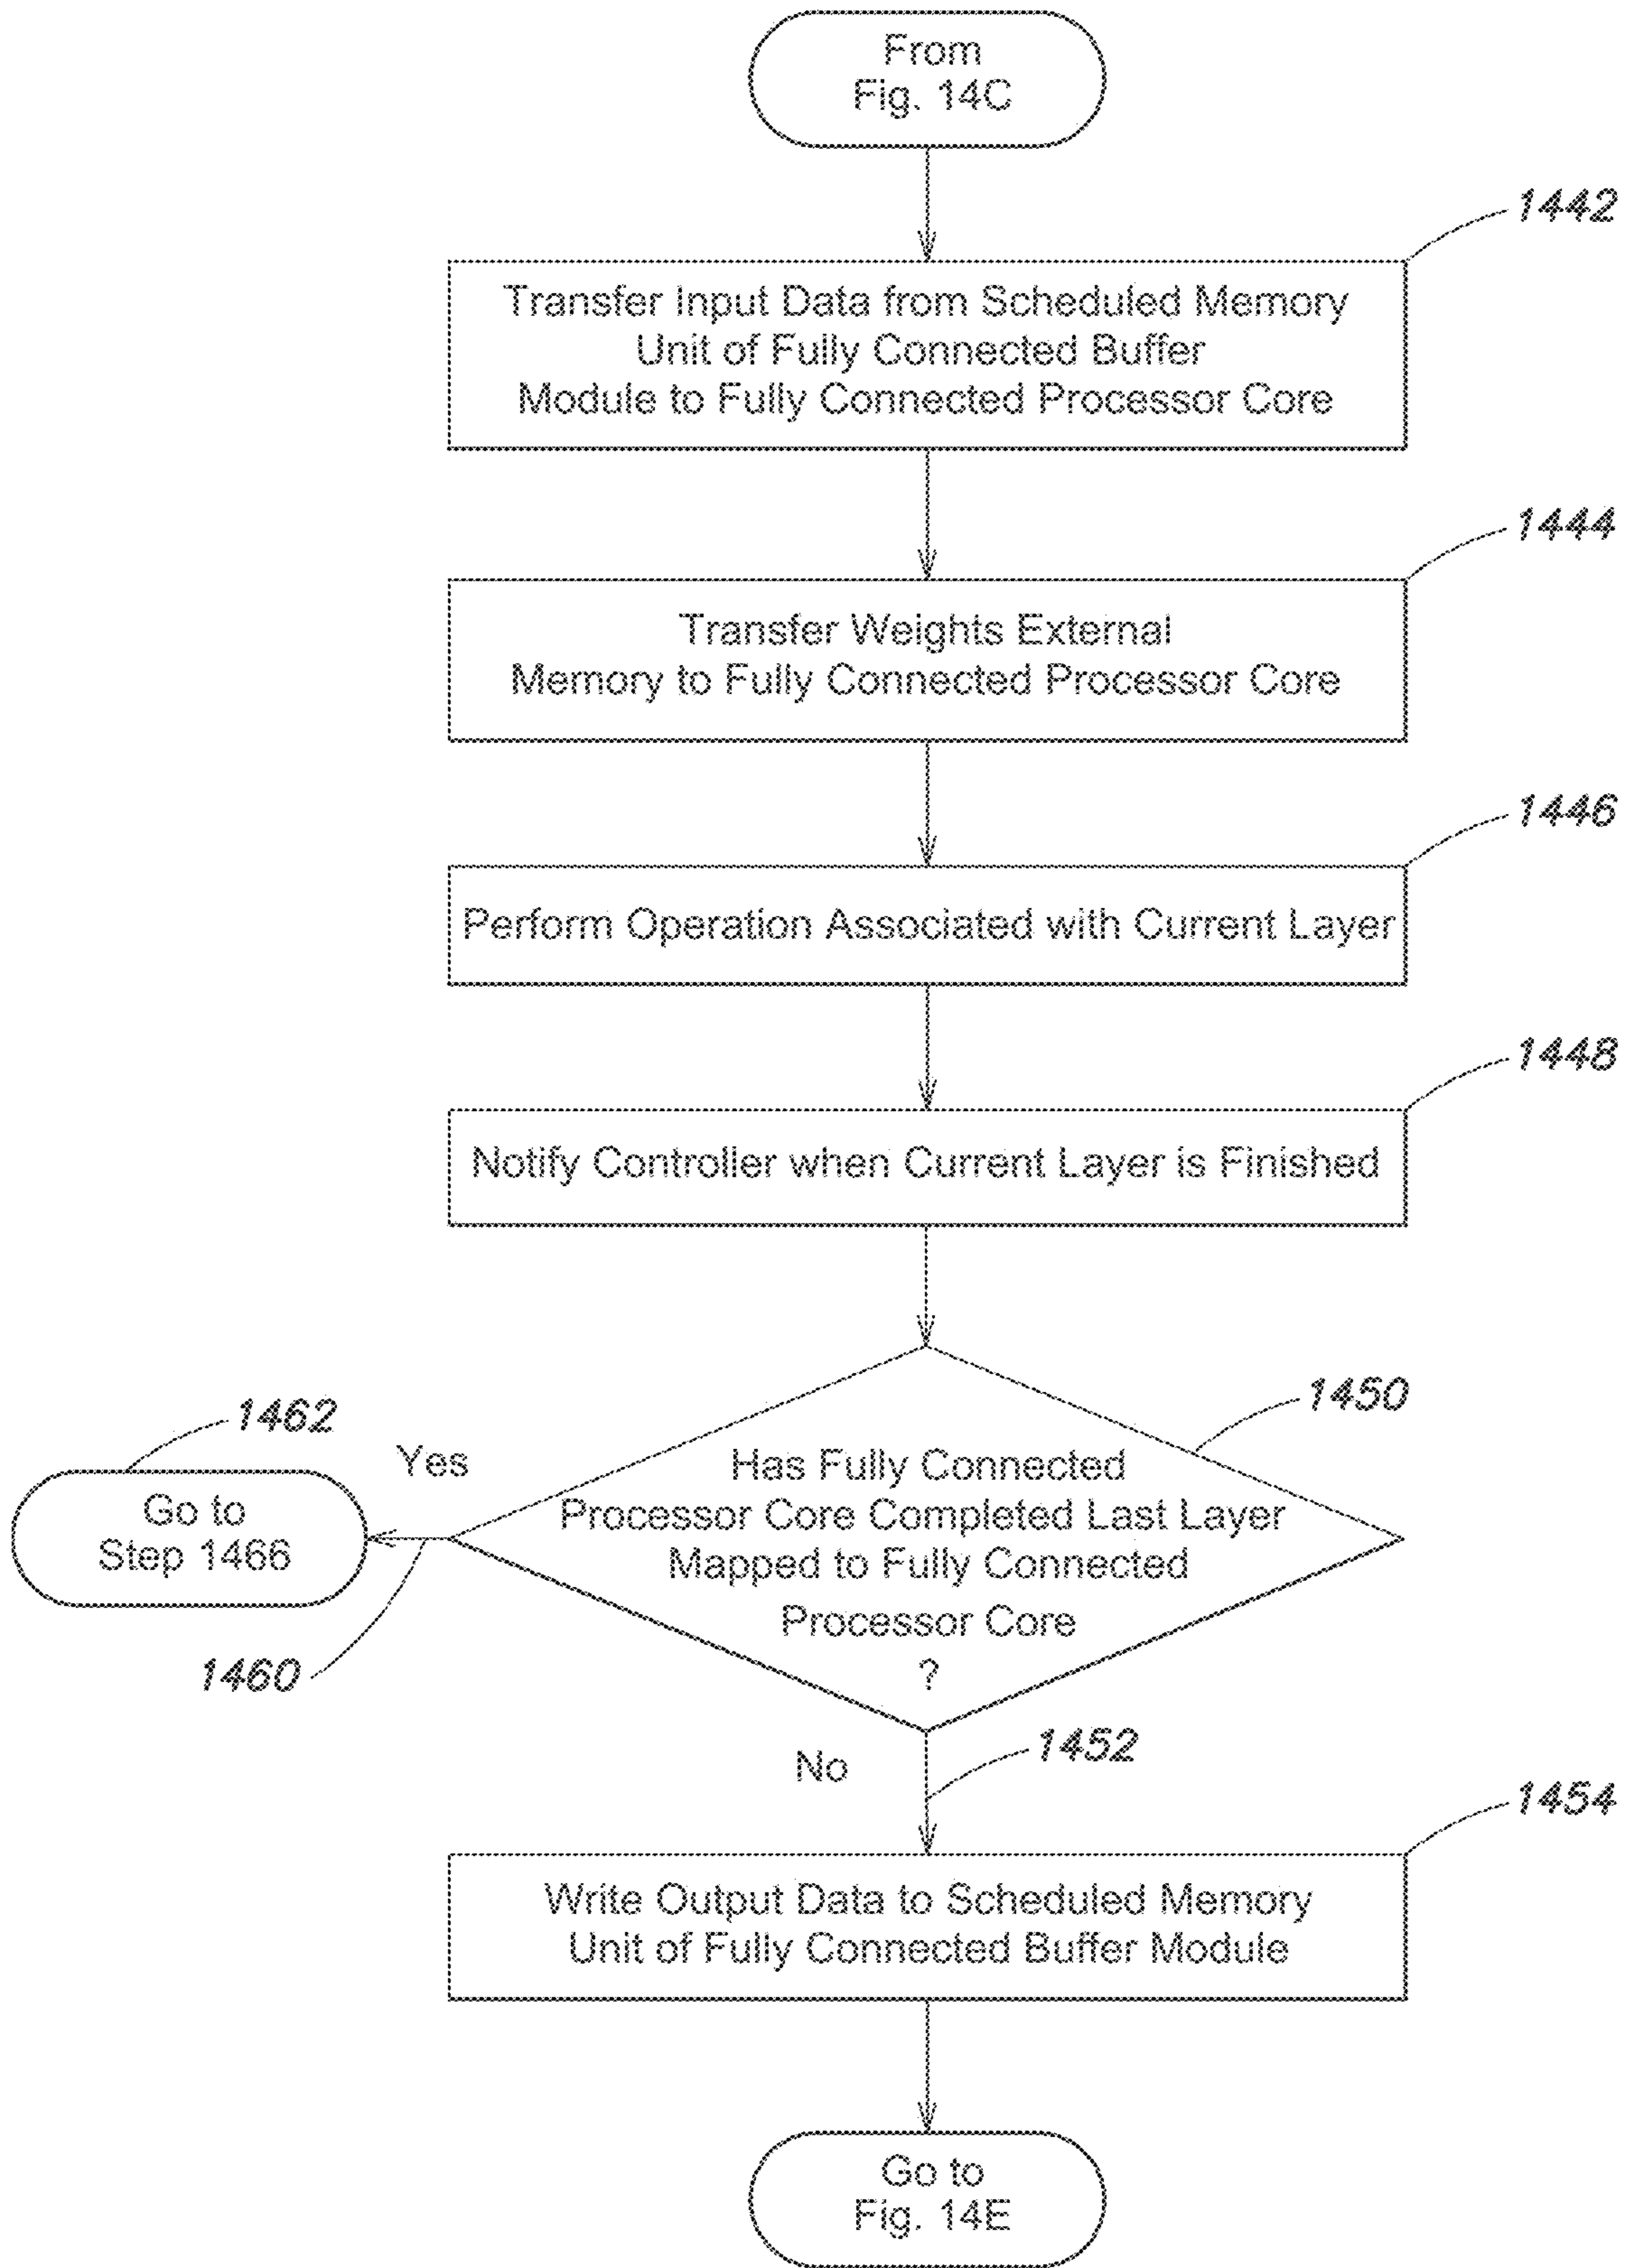 From
Fig. 14C
1442
Transfer Input Data from Scheduled Memory
Unit of Fully Connected Buffer
Module to Fully Connected Processor Core
1444
Transfer Weights External
Memory to Fully Connected Processor Core
1446
Perform Operation Associated with Current Layer
1448
Notify Controller when Current Layer is Finished
1450
Has Fully Connected
Processor Core Completed Last Layer
Mapped to Fully Connected
Processor Core
?
1462
Yes
Go to
Step 1466
1460
No
1452
1454
Write Output Data to Scheduled Memory
Unit of Fully Connected Buffer Module
Go to
Fig. 14E